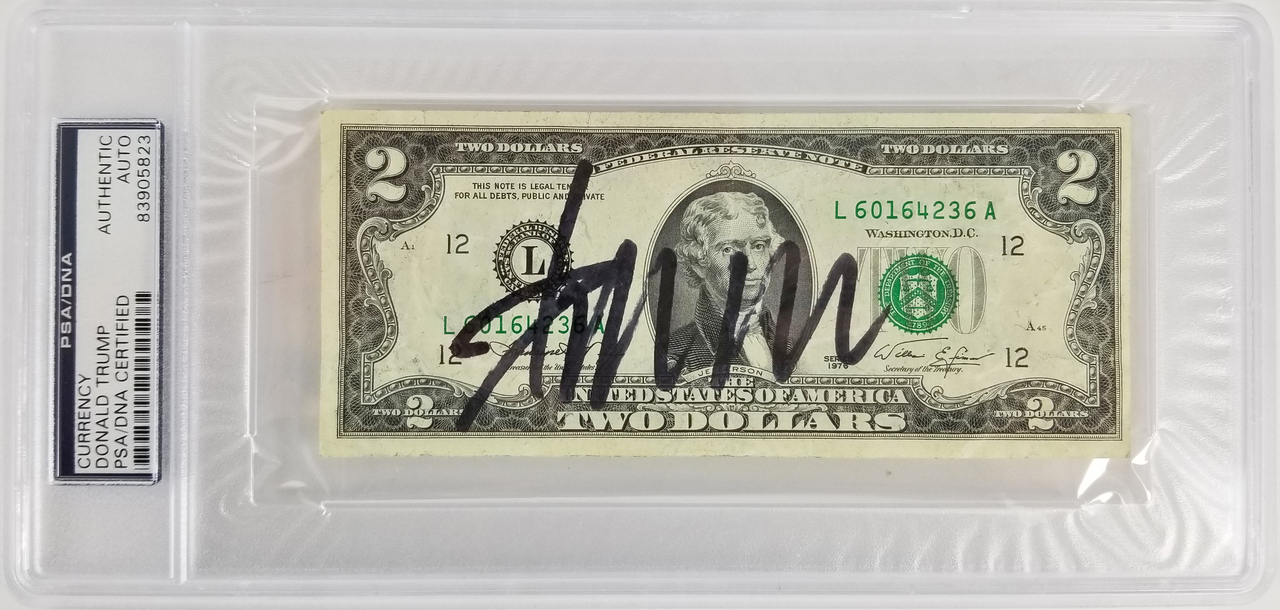 PSA/DNA
CURRENCY
DONALD TRUMP
PSA/DNA CERTIFIED
AUTHENTIC
AUTO
83905823
2
TWO DOLLARS
FEDERAL RESERVE NOTE
TWO DOLLARS
2
THIS NOTE IS LEGAL TEN
FOR ALL DEBTS, PUBLIC AND PRIVATE
L 60164236 A
WASHINGTON, D.C.
A1
12
L
12
L 60164236 A
12
SERIES
1976
Secretary of the Treasury.
A 45
12
JEFFERSON
THE
UNITED STATES OF AMERICA
TWO DOLLARS
2
TWO DOLLARS
TWO DOLLARS
2